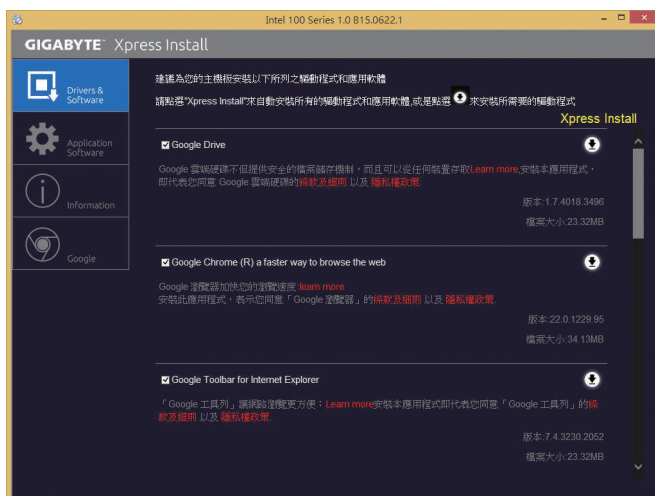 Intel 100 Series 1.0 B15.0622.1
GIGABYTE™ Xpress Install
Drivers &
Software
Application
Software
Information
Google
建議為您的主機板安裝以下所列之驅動程式和應用軟體
請點選"Xpress Install"來自動安裝所有的驅動程式和應用軟體,或是點選 來安裝所需要的驅動程式
Xpress Install
Google Drive
Google 雲端硬碟不但提供安全的檔案儲存機制，而且可以從任何裝置存取Learn more,安裝本應用程式，
即代表您同意 Google 雲端硬碟的條款及細則 以及 隱私權政策.
版本:1.7.4018.3496
檔案大小:23.32MB
Google Chrome (R) a faster way to browse the web
Google 瀏覽器加快您的瀏覽速度.learn more
安裝此應用程式，表示您同意「Google 瀏覽器」的條款及細則 以及 隱私權政策.
版本:22.0.1229.95
檔案大小:34.13MB
Google Toolbar for Internet Explorer
「Google 工具列」讓網路瀏覽更方便：Learn more安裝本應用程式即代表您同意「Google 工具列」的條
款及細則 以及 隱私權政策.
版本:7.4.3230.2052
檔案大小:23.32MB